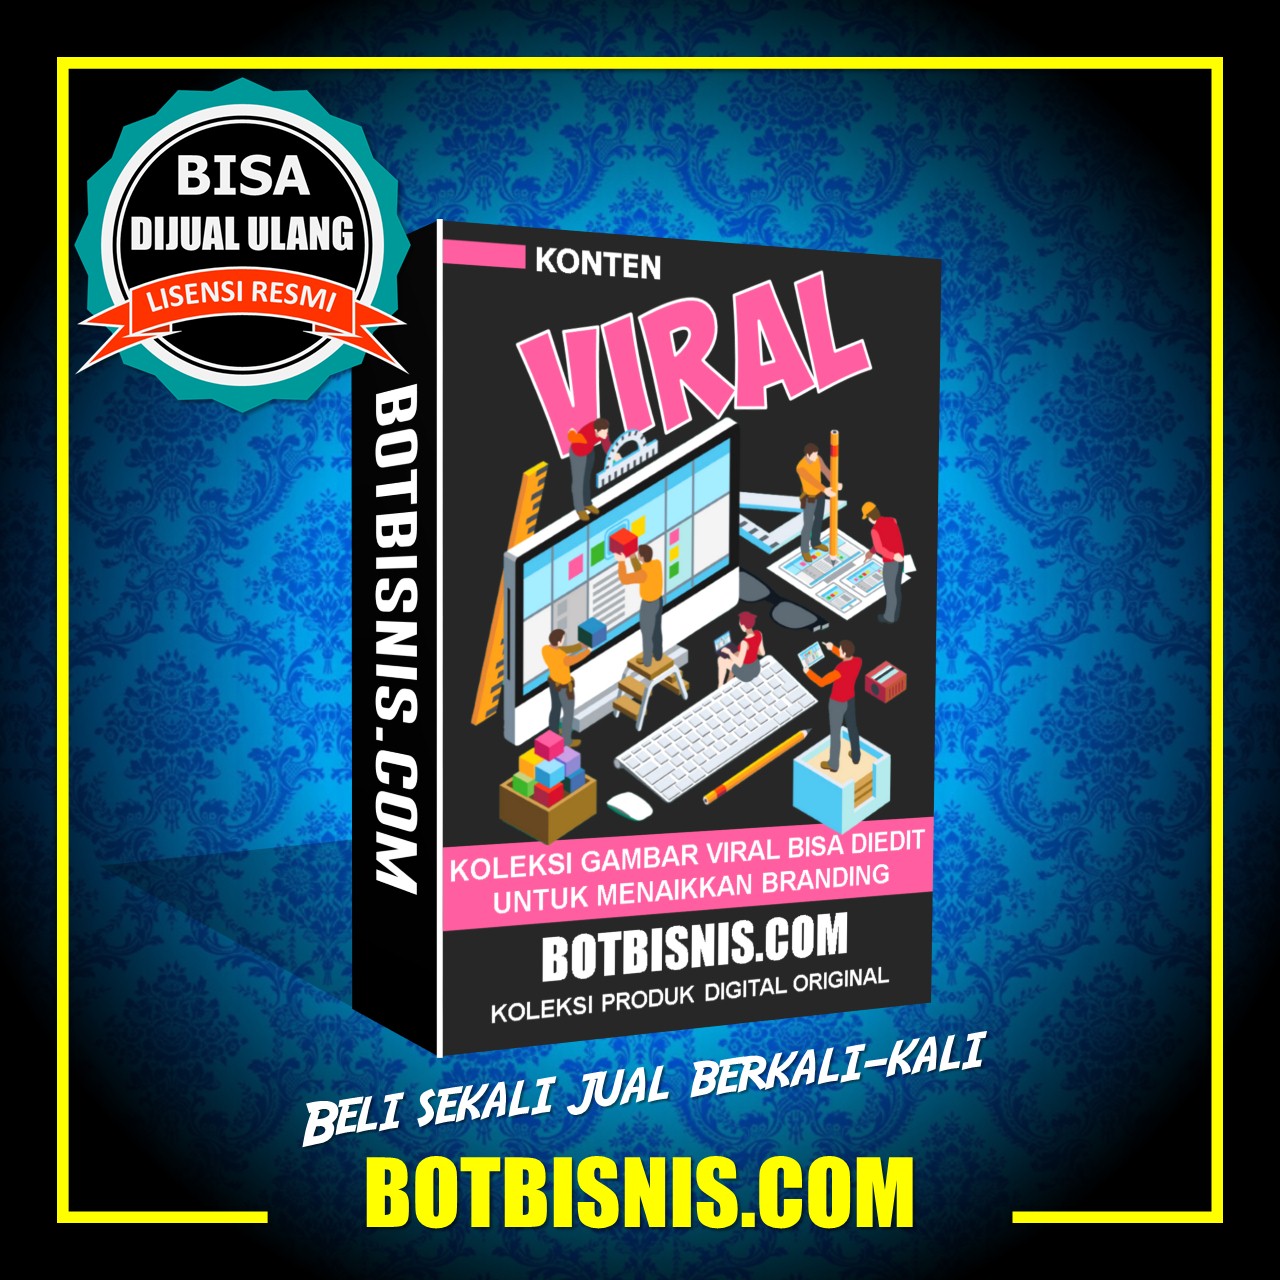 BISA
DIJUAL ULANG
LISENSI RESMI
KONTEN
VIRAL
BOTBISNIS.COM
KOLEKSI GAMBAR VIRAL BISA DIEDIT
UNTUK MENAIKKAN BRANDING
BOTBISNIS.COM
KOLEKSI PRODUK DIGITAL ORIGINAL
BELI SEKALI JUAL BERKALI-KALI
BOTBISNIS.COM